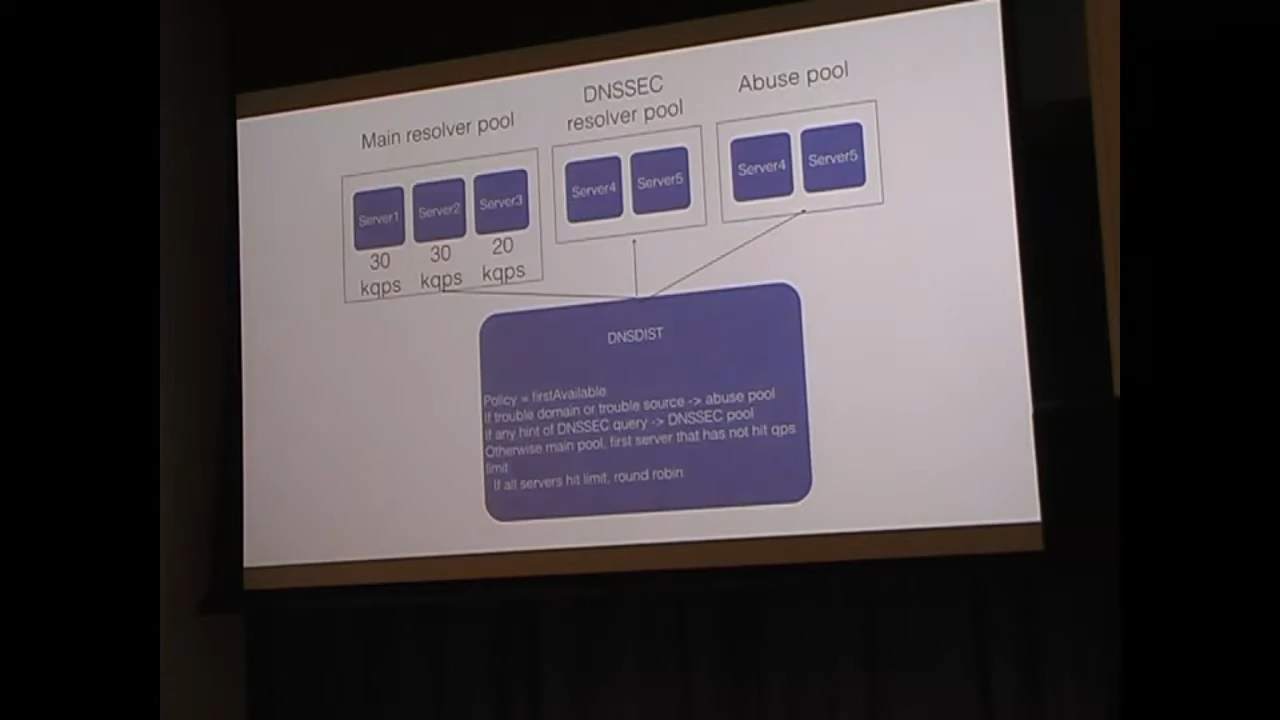 Main resolver pool
DNSSEC
resolver pool
Abuse pool
Server1
Server2
Server3
Server4
Server5
Server4
Server5
30
kqps
30
kqps
20
kqps
DNSDIST
Policy = firstAvailable
If trouble domain or trouble source -> abuse pool
If any hint of DNSSEC query -> DNSSEC pool
Otherwise main pool, first server that has not hit qps
limit
If all servers hit limit, round robin